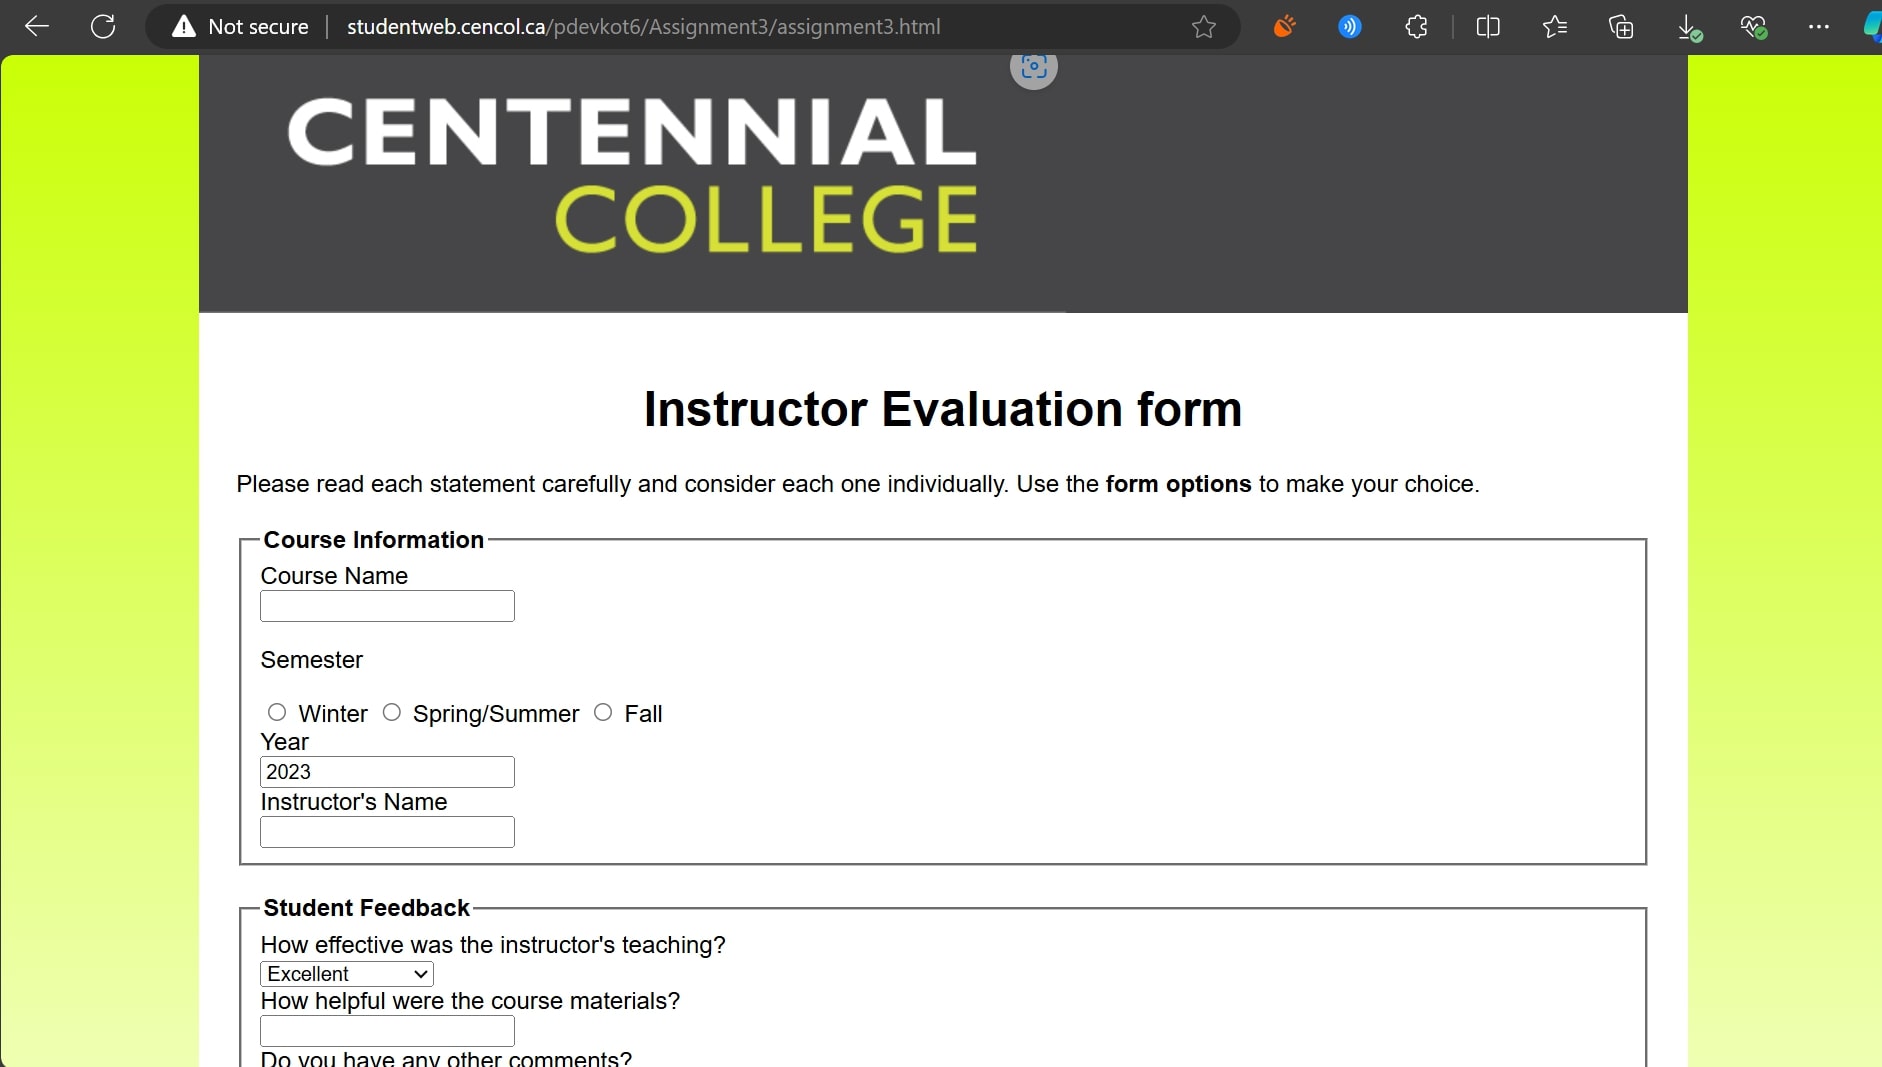 Not secure studentweb.cencol.ca/pdevkot6/Assignment3/assignment3.html
CENTENNIAL
COLLEGE
Instructor Evaluation form
Please read each statement carefully and consider each one individually. Use the form options to make your choice.
Course Information
Course Name
Semester
Winter Spring/Summer Fall
Year
2023
Instructor's Name
Student Feedback
How effective was the instructor's teaching?
Excellent
How helpful were the course materials?
Do you have any other comments?